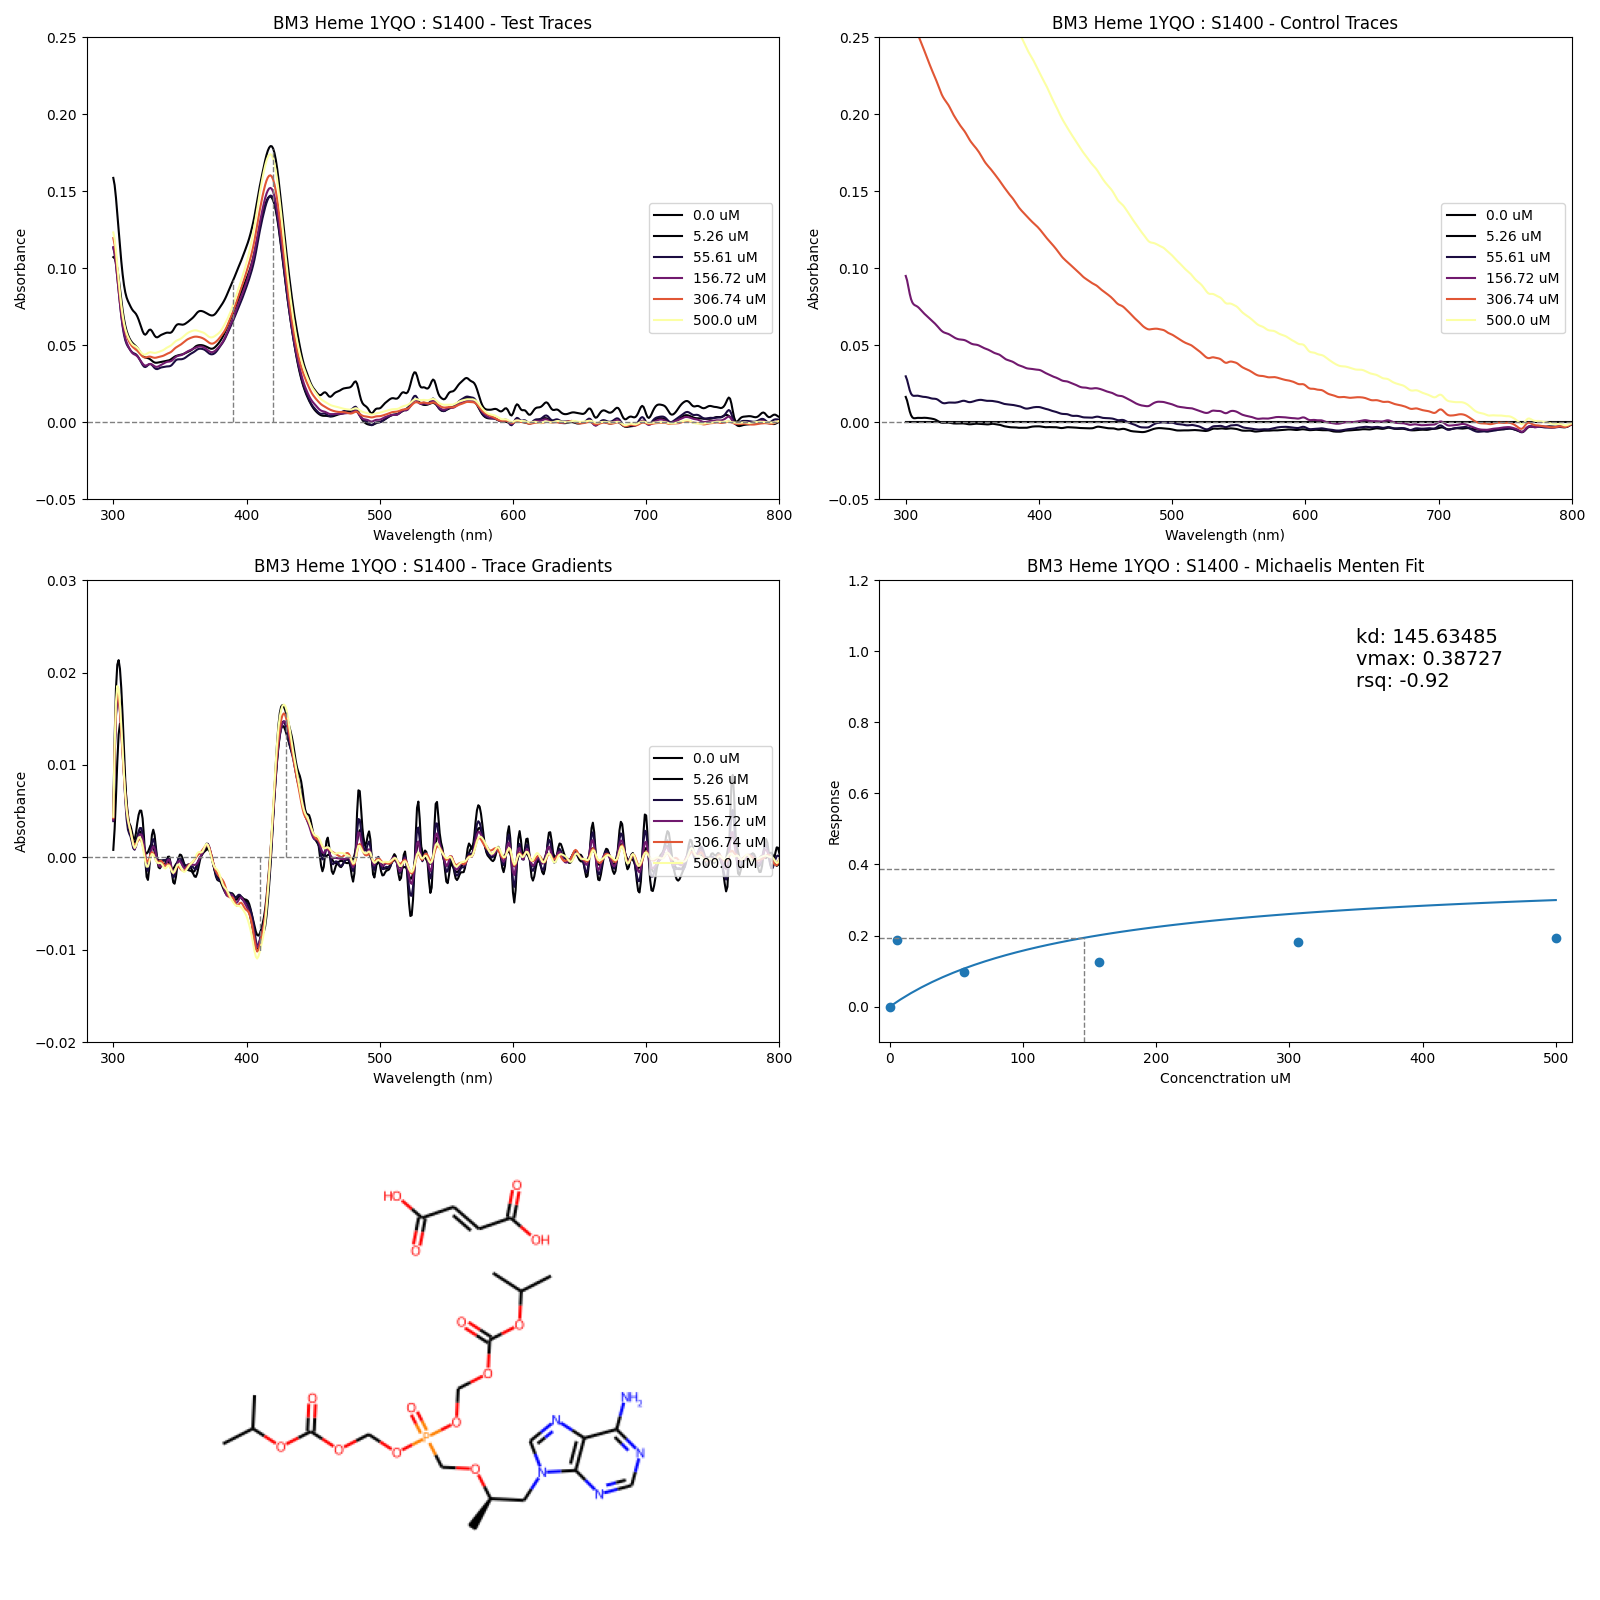 BM3 Heme 1YQO : S1400 - Test Traces
0.25
0.20
0.15
0.10
0.05
0.00
−0.05
Absorbance
300 400 500 600 700 800
Wavelength (nm)
0.0 uM
5.26 uM
55.61 uM
156.72 uM
306.74 uM
500.0 uM
BM3 Heme 1YQO : S1400 - Control Traces
0.25
0.20
0.15
0.10
0.05
0.00
−0.05
Absorbance
300 400 500 600 700 800
Wavelength (nm)
0.0 uM
5.26 uM
55.61 uM
156.72 uM
306.74 uM
500.0 uM
BM3 Heme 1YQO : S1400 - Trace Gradients
0.03
0.02
0.01
0.00
−0.01
−0.02
Absorbance
300 400 500 600 700 800
Wavelength (nm)
0.0 uM
5.26 uM
55.61 uM
156.72 uM
306.74 uM
500.0 uM
BM3 Heme 1YQO : S1400 - Michaelis Menten Fit
1.2
1.0
0.8
0.6
0.4
0.2
0.0
Response
0 100 200 300 400 500
Concenctration uM
kd: 145.63485
vmax: 0.38727
rsq: -0.92
HO
O
O
OH
O
O
O
O
O
O
O
O
P
O
O
N
N
NH2
N
N